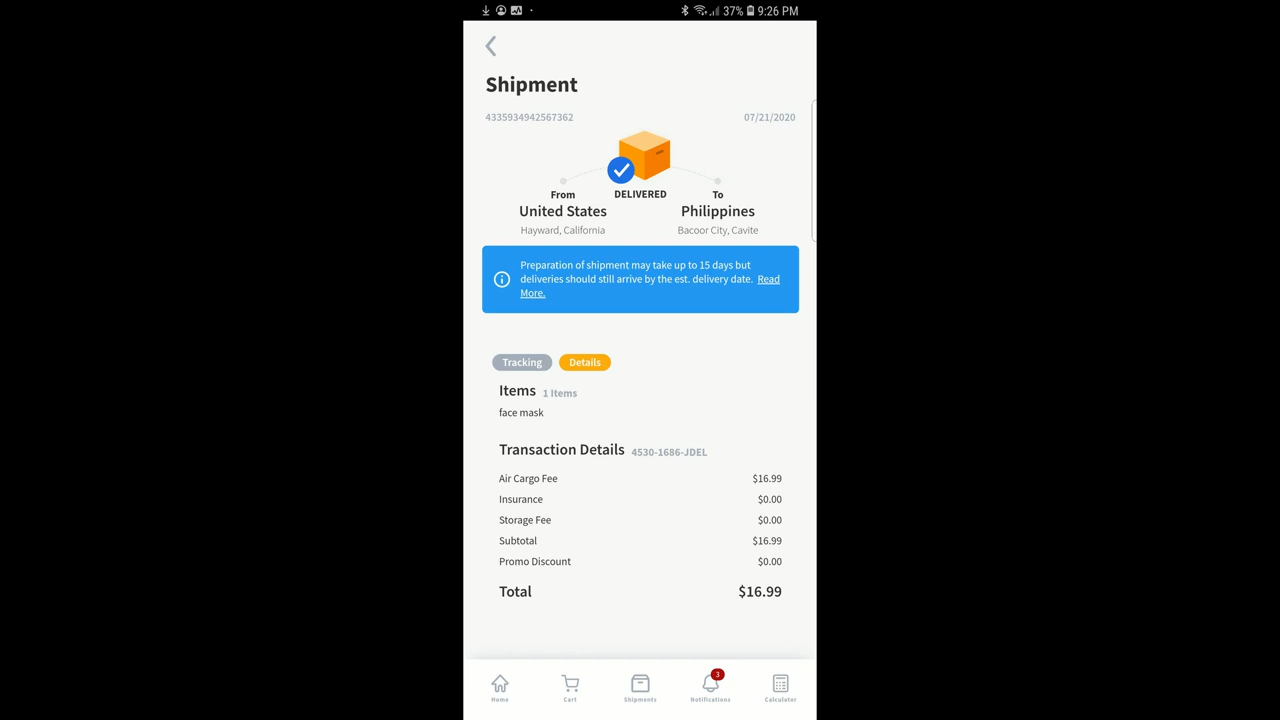 37% 9:26 PM
Shipment
4335934942567362 07/21/2020
From DELIVERED To
United States Philippines
Hayward, California Bacoor City, Cavite
Preparation of shipment may take up to 15 days but
deliveries should still arrive by the est. delivery date. Read
More.
Tracking Details
Items 1 Items
face mask
Transaction Details 4530-1686-JDEL
Air Cargo Fee $16.99
Insurance $0.00
Storage Fee $0.00
Subtotal $16.99
Promo Discount $0.00
Total $16.99
3
Home Cart Shipments Notifications Calculator